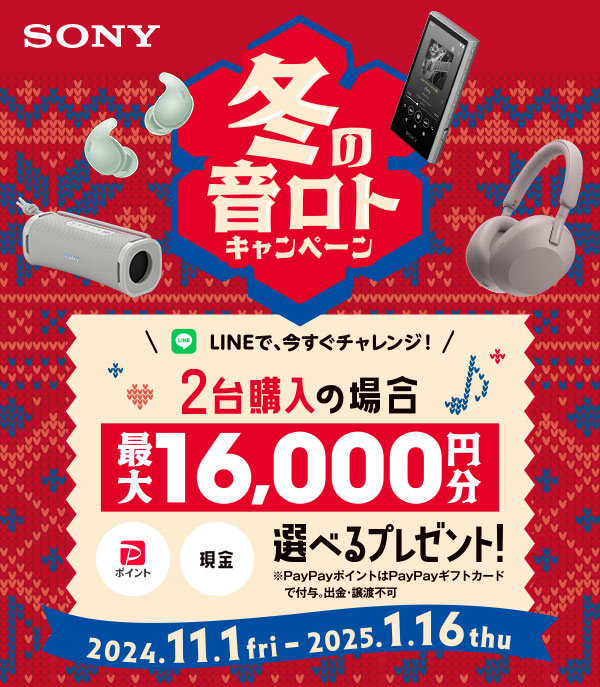 SONY
冬の
音ロト
キャンペーン
LINE
LINEで、今すぐチャレンジ！
2台購入の場合
最大16,000円分
ポイント
現金
選べるプレゼント！
※PayPayポイントはPayPayギフトカード
で付与。出金・譲渡不可
2024.11.1 fri – 2025.1.16 thu